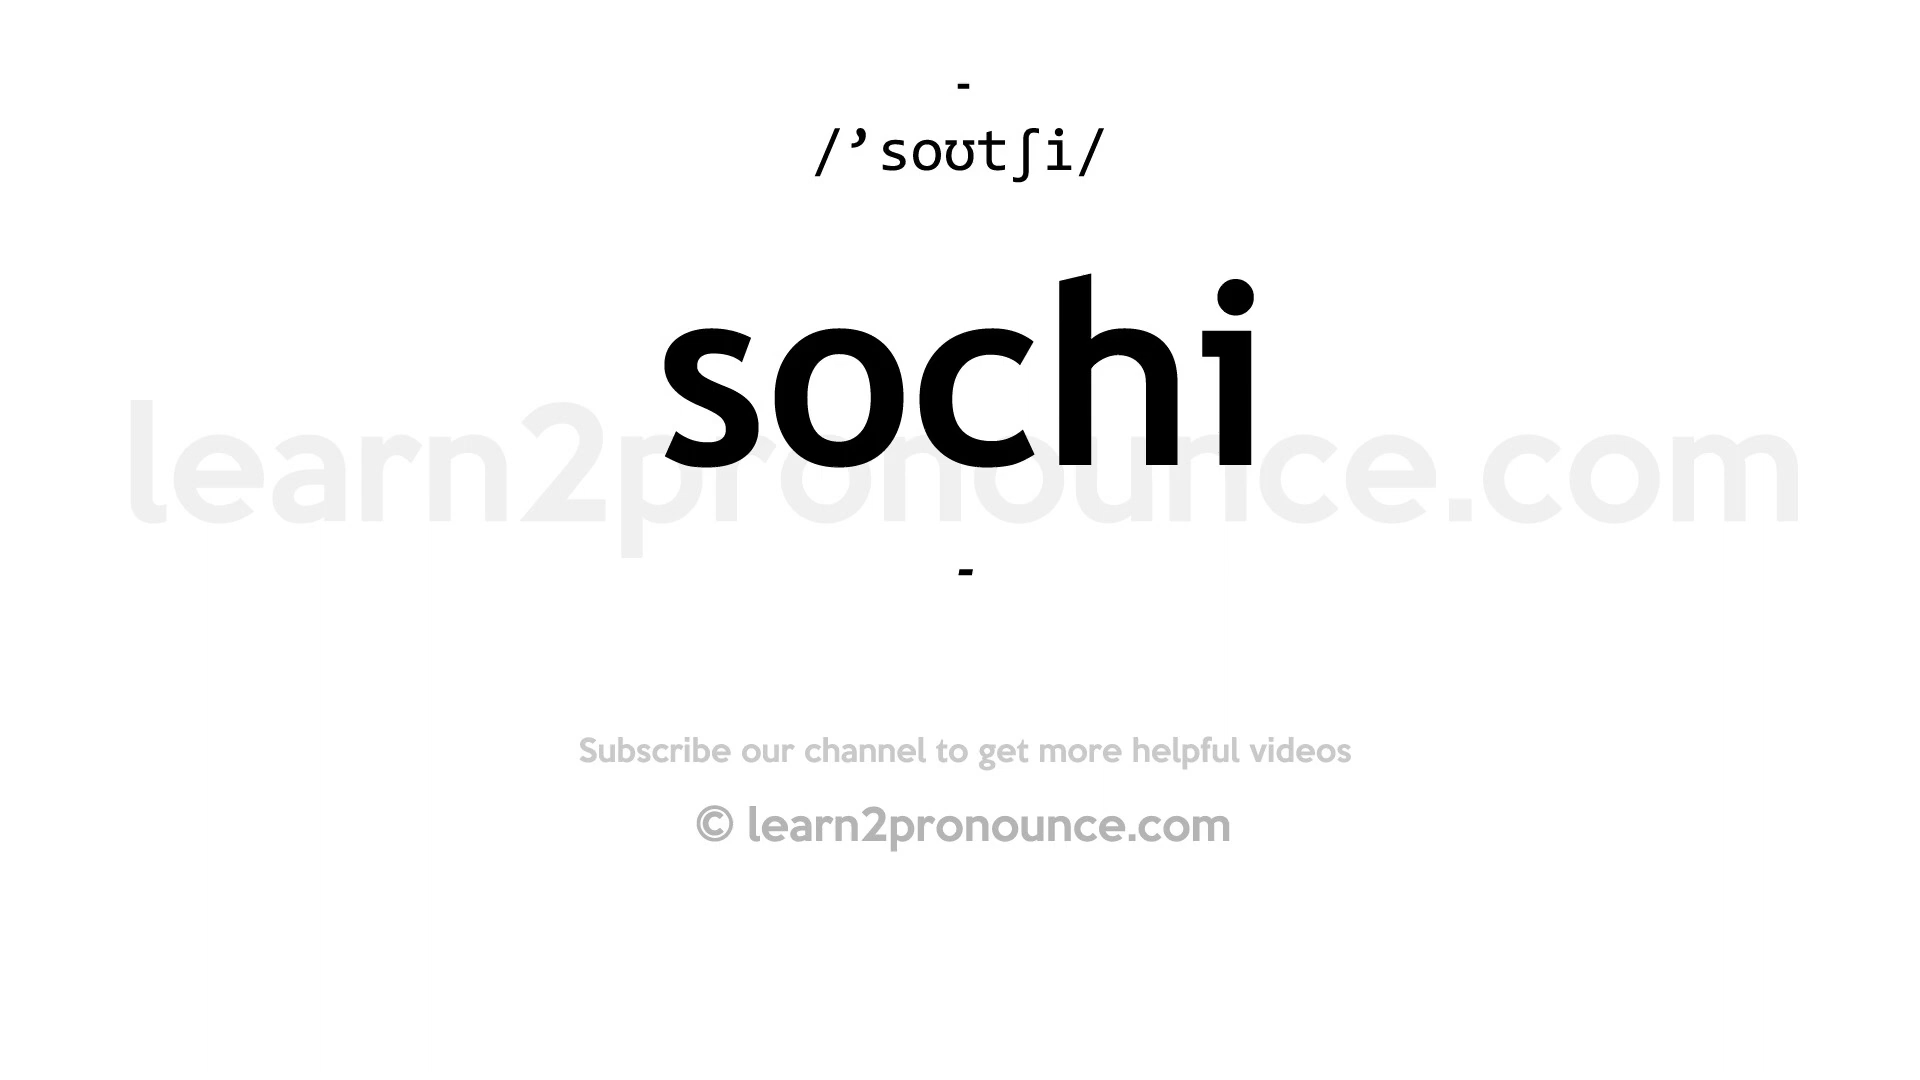 -
/’soʊtʃi/
sochi
learn2pronounce.com
-
Subscribe our channel to get more helpful videos
© learn2pronounce.com